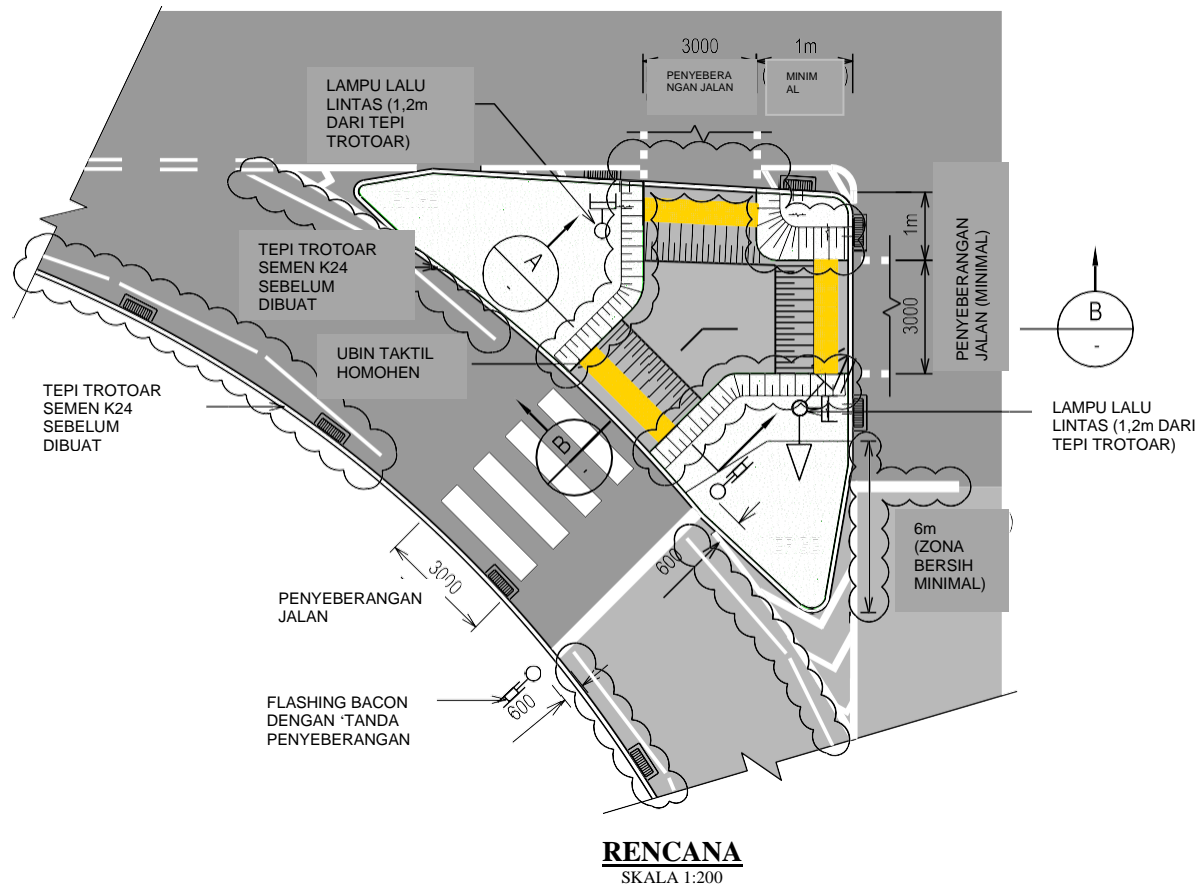 3000
1m
PENYEBERA
NGAN JALAN
MINIM
AL
LAMPU LALU
LINTAS (1,2m
DARI TEPI
TROTOAR)
PENYEBERANGAN
JALAN (MINIMAL)
1m
3000
TEPI TROTOAR
SEMEN K24
SEBELUM
DIBUAT
A
-
B
-
UBIN TAKTIL
HOMOHEN
TEPI TROTOAR
SEMEN K24
SEBELUM
DIBUAT
LAMPU LALU
LINTAS (1,2m DARI
TEPI TROTOAR)
B
-
6m
(ZONA
BERSIH
MINIMAL)
600
3000
PENYEBERANGAN
JALAN
FLASHING BACON
DENGAN ‘TANDA
PENYEBERANGAN
600
RENCANA
SKALA 1:200